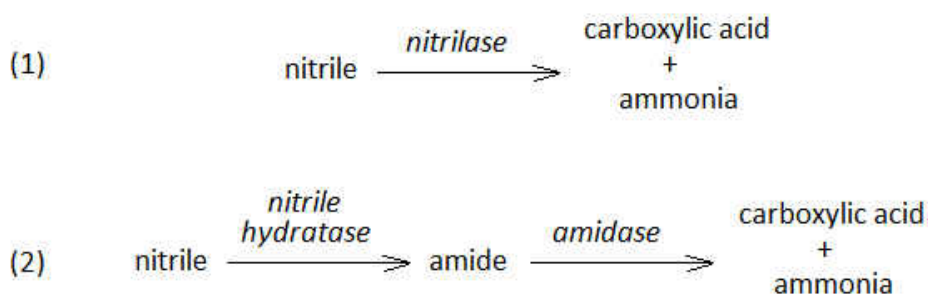 (1)
nitrile
nitrilase
carboxylic acid
+
ammonia
(2)
nitrile
nitrile
hydratase
amide
amidase
carboxylic acid
+
ammonia